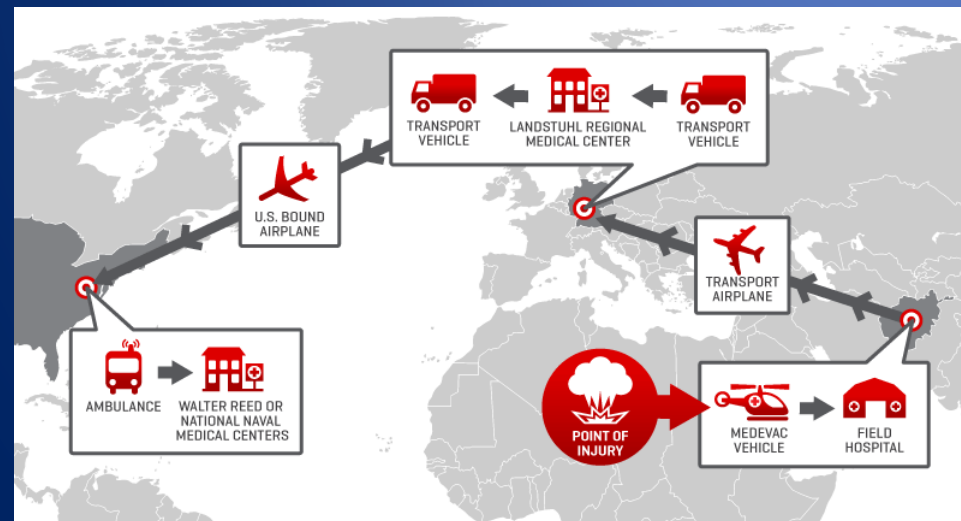 TRANSPORT
VEHICLE
LANDSTUHL REGIONAL
MEDICAL CENTER
TRANSPORT
VEHICLE
U.S. BOUND
AIRPLANE
TRANSPORT
AIRPLANE
AMBULANCE
WALTER REED OR
NATIONAL NAVAL
MEDICAL CENTERS
POINT OF
INJURY
MEDEVAC
VEHICLE
FIELD
HOSPITAL